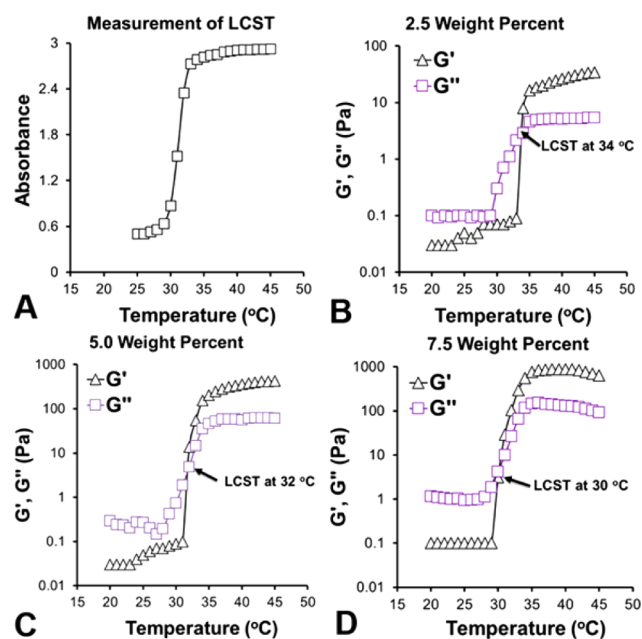 Measurement of LCST
3
2.4
1.8
1.2
0.6
0
Absorbance
15 20 25 30 35 40 45 50
Temperature (oC)
A
2.5 Weight Percent
100
10
1
0.1
0.01
G', G'' (Pa)
G'
G''
LCST at 34 oC
15 20 25 30 35 40 45 50
Temperature (oC)
B
5.0 Weight Percent
1000
100
10
1
0.1
0.01
G', G'' (Pa)
G'
G''
LCST at 32 oC
15 20 25 30 35 40 45 50
Temperature (oC)
C
7.5 Weight Percent
1000
100
10
1
0.1
0.01
G', G'' (Pa)
G'
G''
LCST at 30 oC
15 20 25 30 35 40 45 50
Temperature (oC)
D